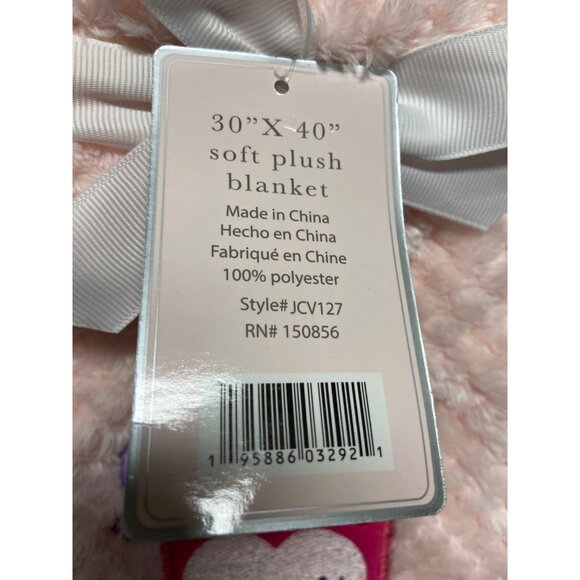 30”X 40”
soft plush
blanket
Made in China
Hecho en China
Fabriqué en Chine
100% polyester
Style# JCV127
RN# 150856
1 95886 03292 1